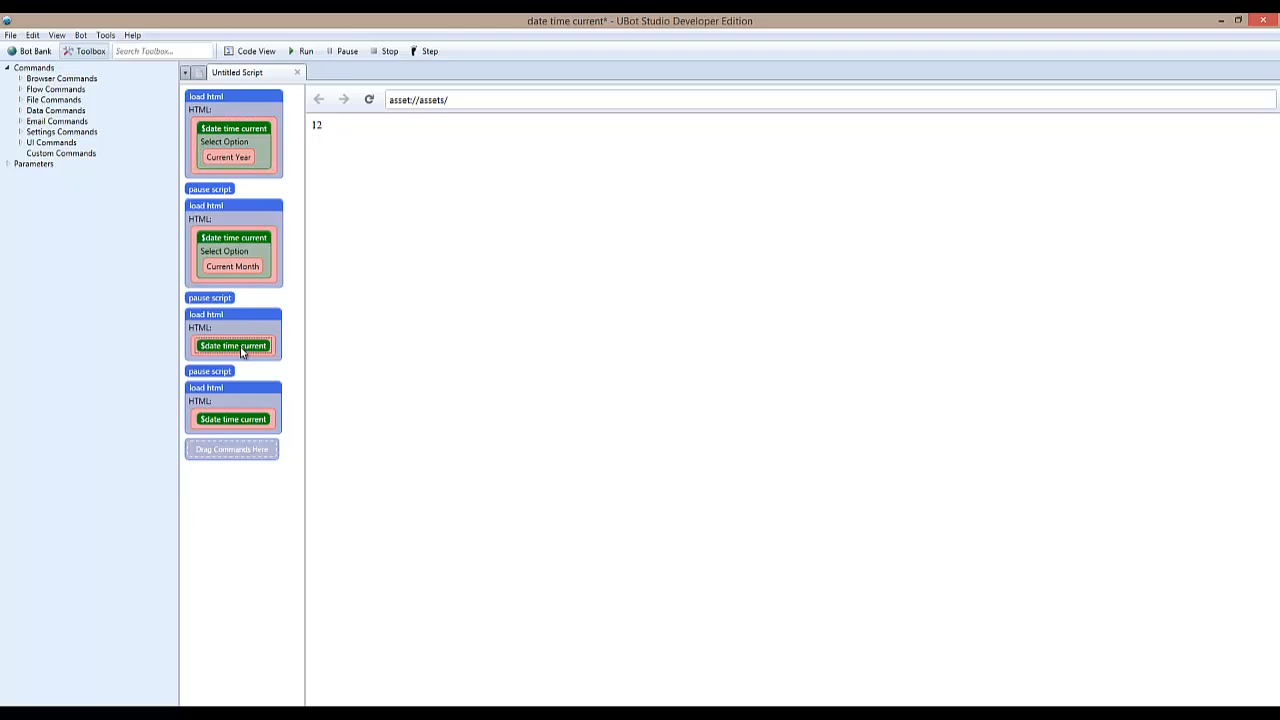 date time current* - UBot Studio Developer Edition
File Edit View Bot Tools Help
Bot Bank Toolbox Search Toolbox... Code View Run Pause Stop Step
Commands
Browser Commands
Flow Commands
File Commands
Data Commands
Email Commands
Settings Commands
UI Commands
Custom Commands
Parameters
Untitled Script
load html
HTML:
$date time current
Select Option
Current Year
pause script
load html
HTML:
$date time current
Select Option
Current Month
pause script
load html
HTML:
$date time current
pause script
load html
HTML:
$date time current
Drag Commands Here
asset://assets/
12